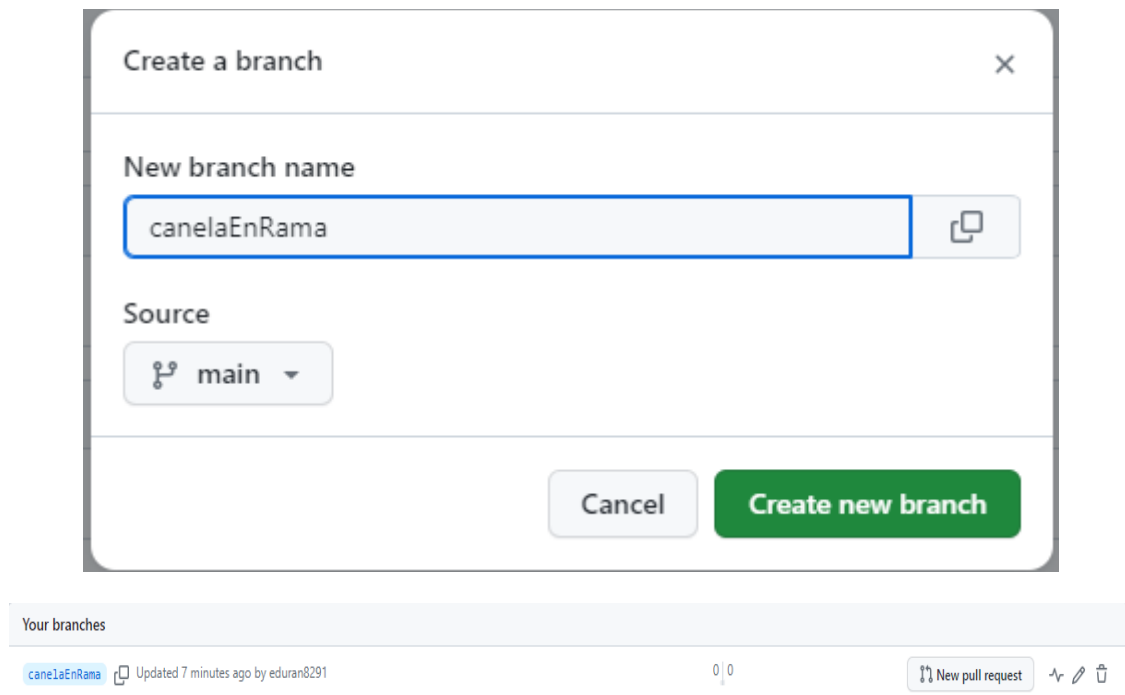 Create a branch
New branch name
canelaEnRama
Source
main
Cancel Create new branch
Your branches
canelaEnRama Updated 7 minutes ago by eduran8291 0 | 0 New pull request